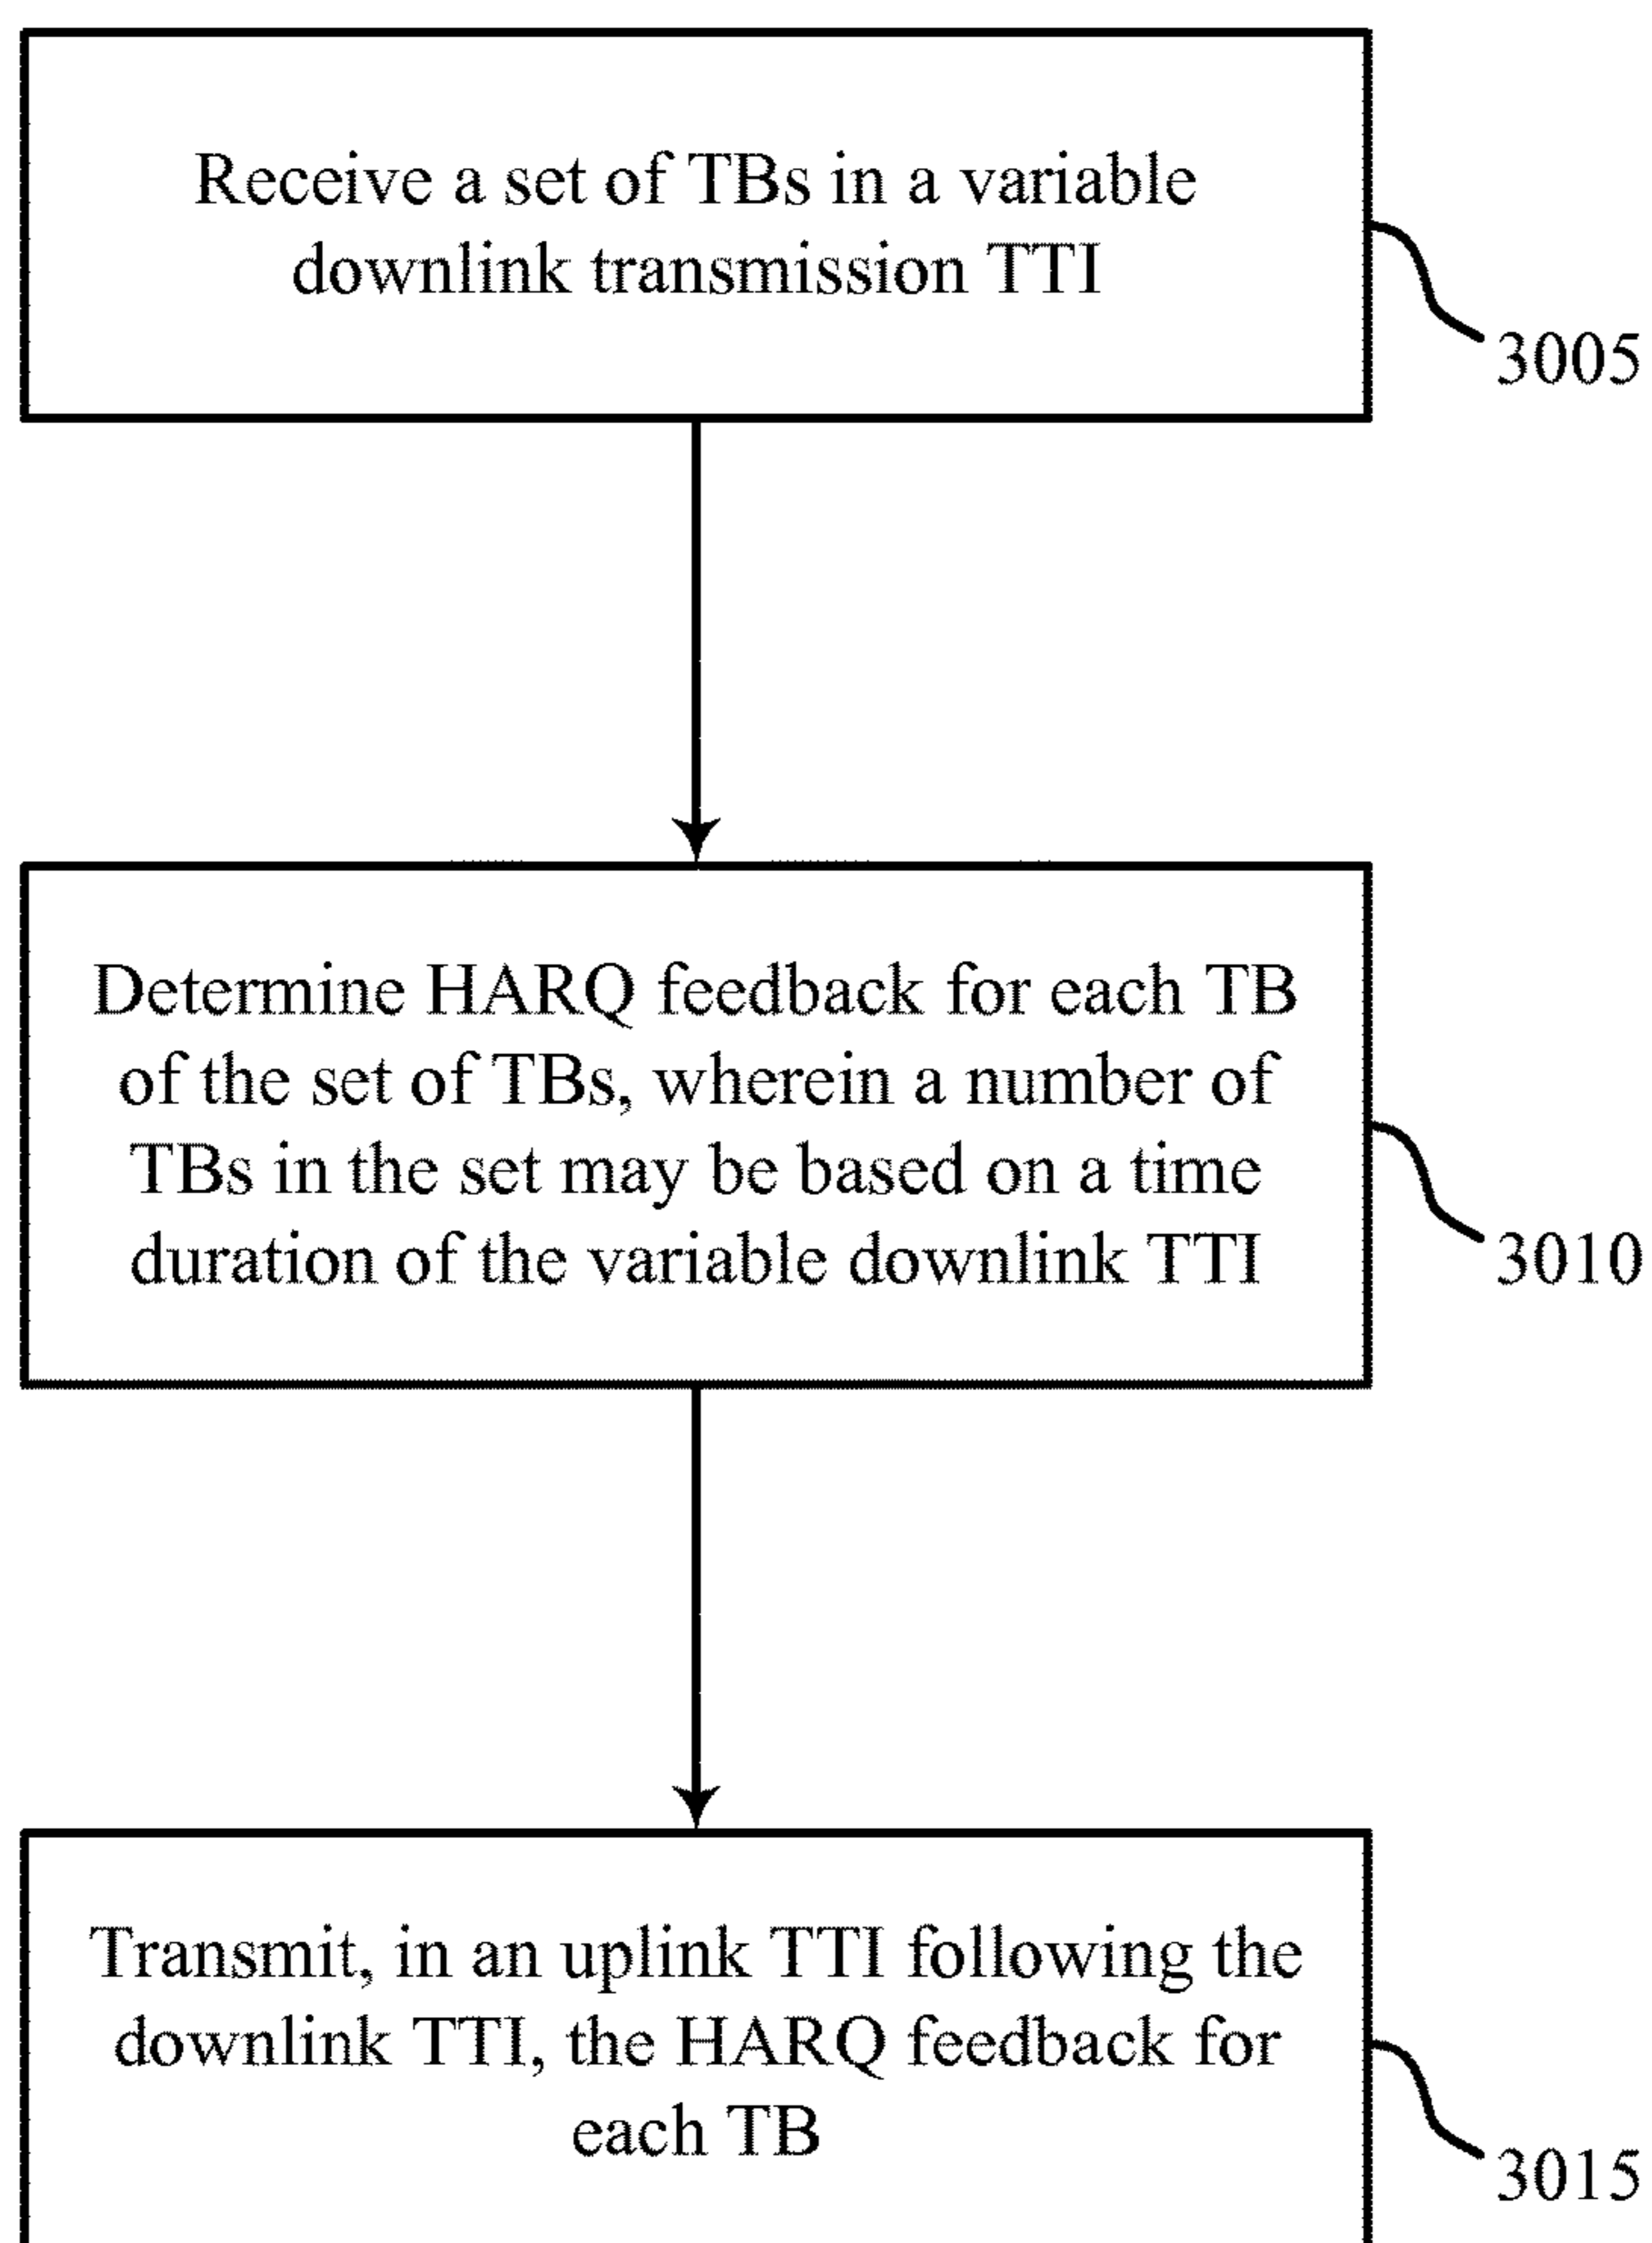 Receive a set of TBs in a variable
downlink transmission TTI
3005
Determine HARQ feedback for each TB
of the set of TBs, wherein a number of
TBs in the set may be based on a time
duration of the variable downlink TTI
3010
Transmit, in an uplink TTI following the
downlink TTI, the HARQ feedback for
each TB
3015